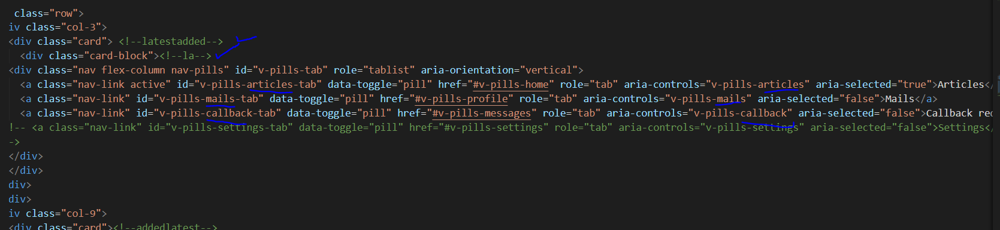 class="row">
iv class="col-3">
<div class="card"> <!--latestadded-->
<div class="card-block"><!--la-->
<div class="nav flex-column nav-pills" id="v-pills-tab" role="tablist" aria-orientation="vertical">
<a class="nav-link active" id="v-pills-articles-tab" data-toggle="pill" href="#v-pills-home" role="tab" aria-controls="v-pills-articles" aria-selected="true">Articles</
<a class="nav-link" id="v-pills-mails-tab" data-toggle="pill" href="#v-pills-profile" role="tab" aria-controls="v-pills-mails" aria-selected="false">Mails</a>
<a class="nav-link" id="v-pills-callback-tab" data-toggle="pill" href="#v-pills-messages" role="tab" aria-controls="v-pills-callback" aria-selected="false">Callback rec
!-- <a class="nav-link" id="v-pills-settings-tab" data-toggle="pill" href="#v-pills-settings" role="tab" aria-controls="v-pills-settings" aria-selected="false">Settings</
->
</div>
</div>
div>
div>
iv class="col-9">
<div class="card"><!--addedlatest-->